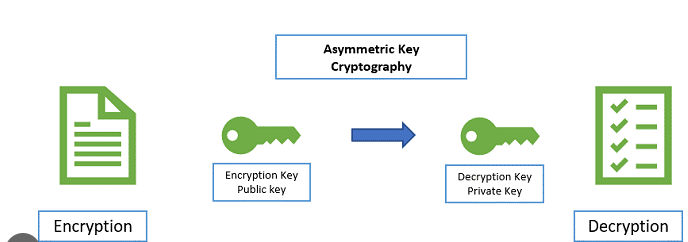 Asymmetric Key
Cryptography
Encryption Key
Public key
Decryption Key
Private Key
Encryption
Decryption